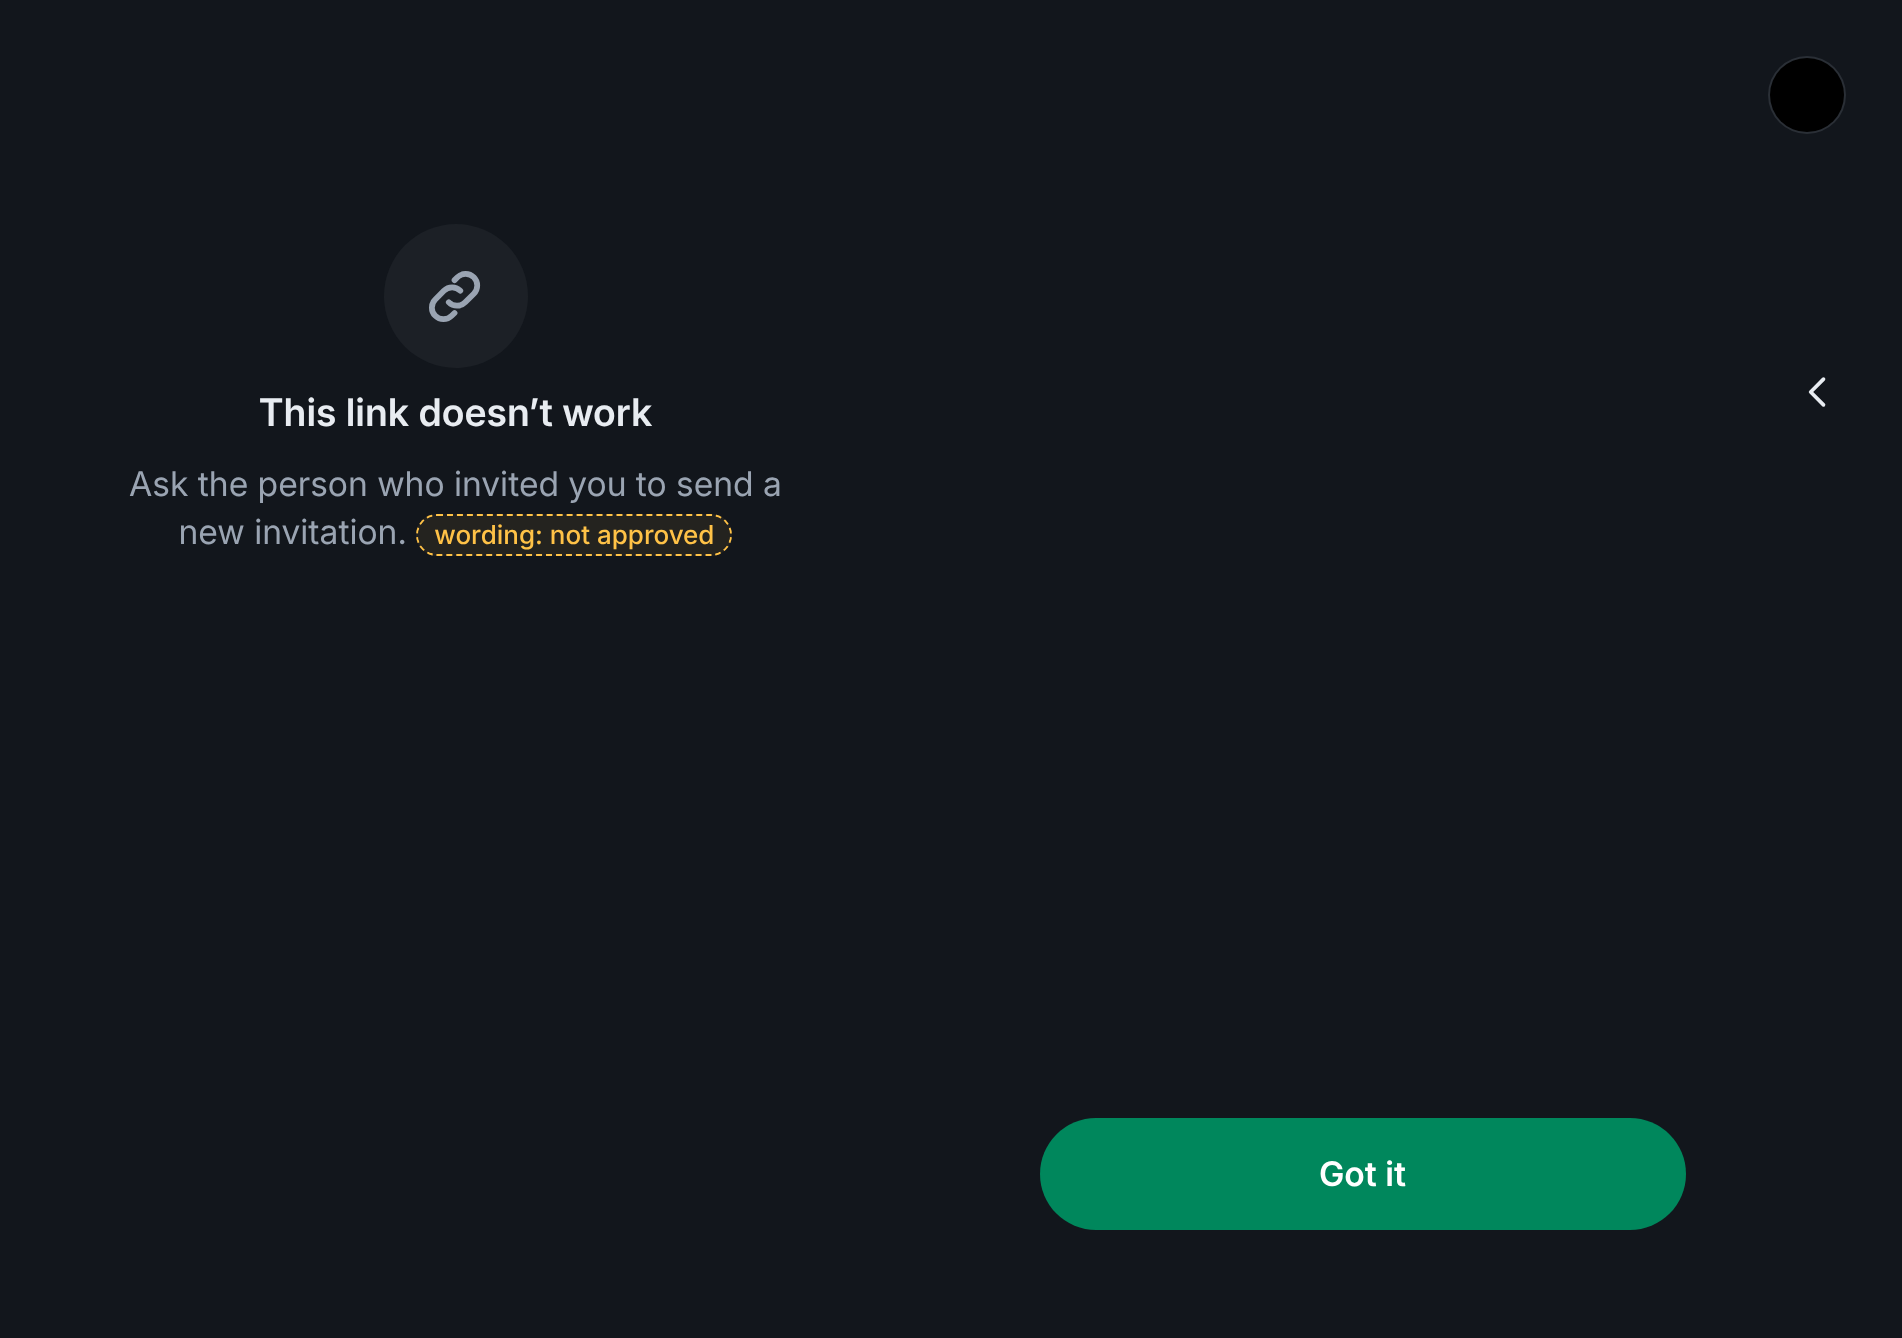 This link doesn’t work
Ask the person who invited you to send a
new invitation. wording: not approved
Got it